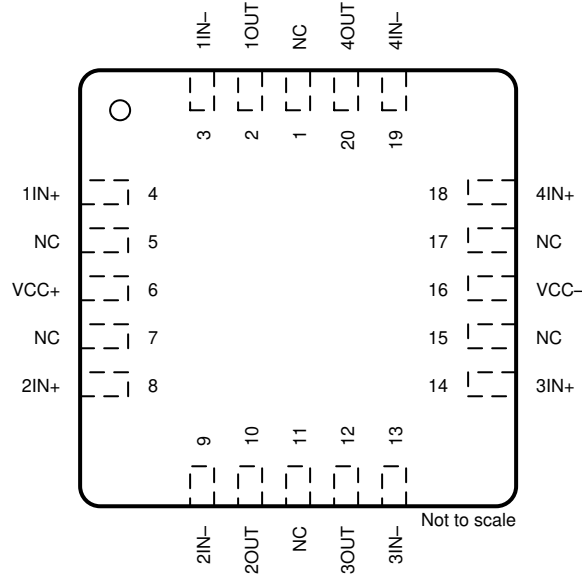 1IN–
1OUT
NC
4OUT
4IN–
3
2
1
20
19
1IN+
4
18
4IN+
NC
5
17
NC
VCC+
6
16
VCC–
NC
7
15
NC
2IN+
8
14
3IN+
9
10
11
12
13
2IN–
2OUT
NC
3OUT
3IN–
Not to scale